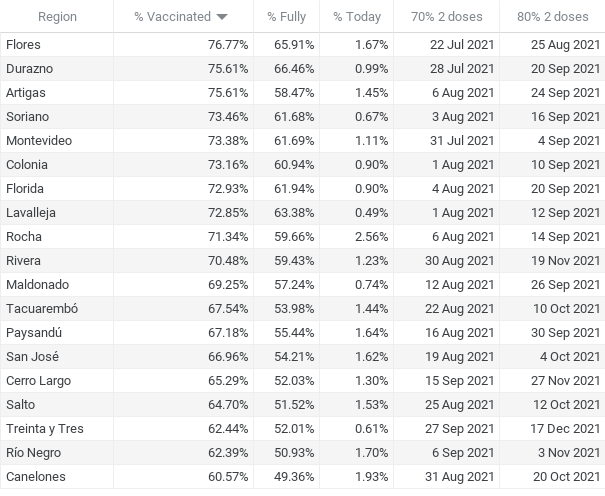 Region % Vaccinated % Fully % Today 70% 2 doses 80% 2 doses
Flores 76.77% 65.91% 1.67% 22 Jul 2021 25 Aug 2021
Durazno 75.61% 66.46% 0.99% 28 Jul 2021 20 Sep 2021
Artigas 75.61% 58.47% 1.45% 6 Aug 2021 24 Sep 2021
Soriano 73.46% 61.68% 0.67% 3 Aug 2021 16 Sep 2021
Montevideo 73.38% 61.69% 1.11% 31 Jul 2021 4 Sep 2021
Colonia 73.16% 60.94% 0.90% 1 Aug 2021 10 Sep 2021
Florida 72.93% 61.94% 0.90% 4 Aug 2021 20 Sep 2021
Lavalleja 72.85% 63.38% 0.49% 1 Aug 2021 12 Sep 2021
Rocha 71.34% 59.66% 2.56% 6 Aug 2021 14 Sep 2021
Rivera 70.48% 59.43% 1.23% 30 Aug 2021 19 Nov 2021
Maldonado 69.25% 57.24% 0.74% 12 Aug 2021 26 Sep 2021
Tacuarembó 67.54% 53.98% 1.44% 22 Aug 2021 10 Oct 2021
Paysandú 67.18% 55.44% 1.64% 16 Aug 2021 30 Sep 2021
San José 66.96% 54.21% 1.62% 19 Aug 2021 4 Oct 2021
Cerro Largo 65.29% 52.03% 1.30% 15 Sep 2021 27 Nov 2021
Salto 64.70% 51.52% 1.53% 25 Aug 2021 12 Oct 2021
Treinta y Tres 62.44% 52.01% 0.61% 27 Sep 2021 17 Dec 2021
Río Negro 62.39% 50.93% 1.70% 6 Sep 2021 3 Nov 2021
Canelones 60.57% 49.36% 1.93% 31 Aug 2021 20 Oct 2021